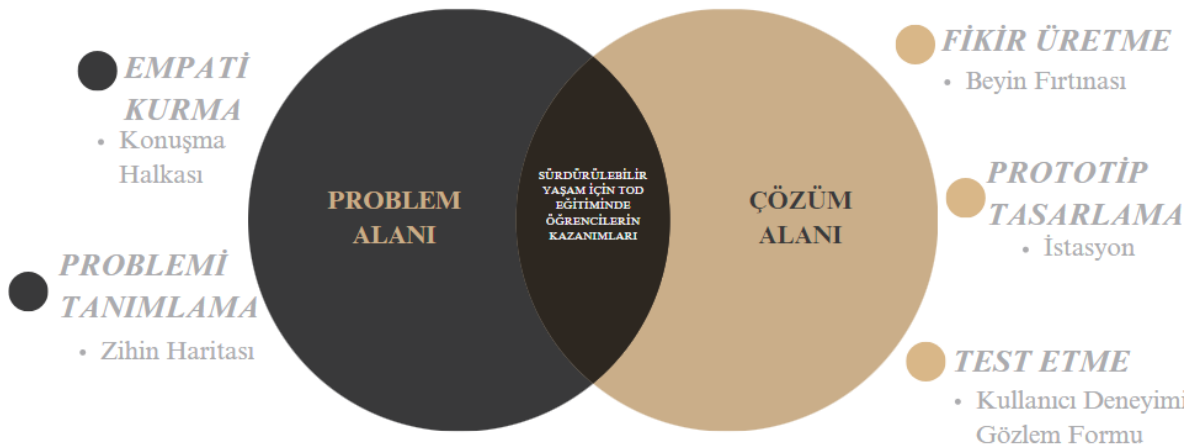 EMPATİ
KURMA
• Konuşma
Halkası
PROBLEMİ
TANIMLAMA
• Zihin Haritası
PROBLEM
ALANI
SÜRDÜRÜLEBİLİR
YAŞAM İÇİN TOD
EĞİTİMİNDE
ÖĞRENCİLERİN
KAZANIMLARI
ÇÖZÜM
ALANI
FİKİR ÜRETME
• Beyin Fırtınası
PROTOTİP
TASARLAMA
• İstasyon
TEST ETME
• Kullanıcı Deneyimi
Gözlem Formu